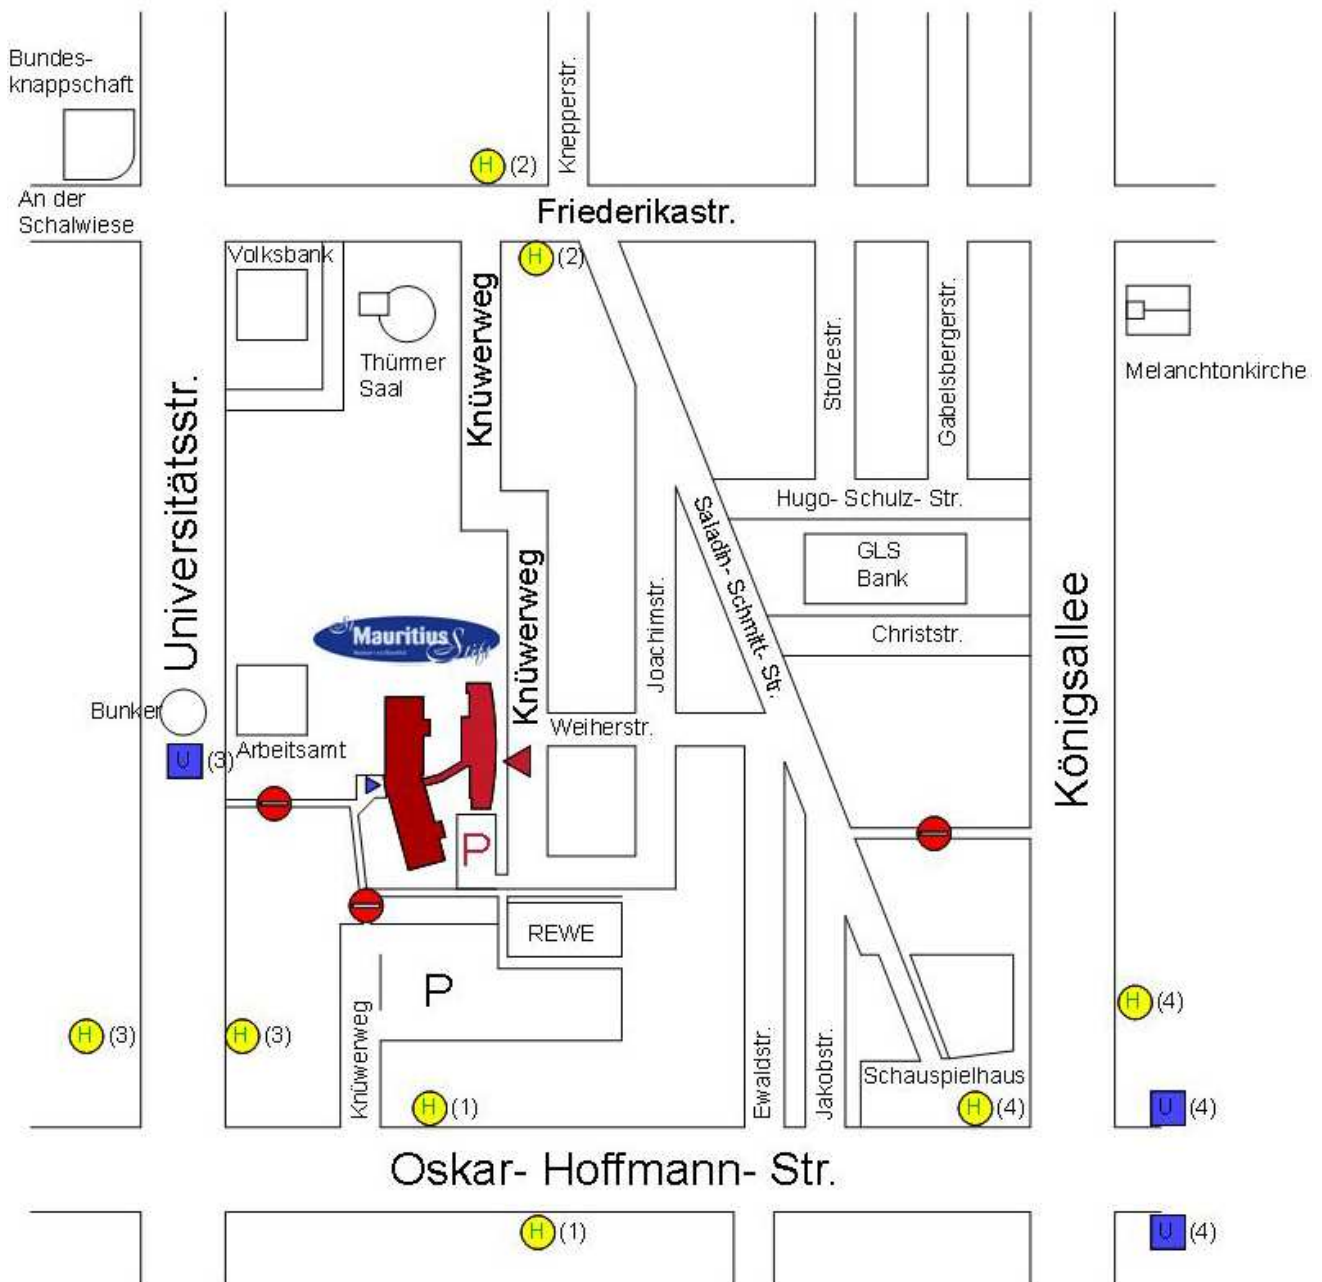 Bundes-
knappschaft
Knepperstr.
H (2)
An der
Schalwiese
Friederikastr.
Volksbank
H (2)
Knüwerweg
Thürmer
Saal
Stolzestr.
Gabelsbergerstr.
Melanchtonkirche
Universitätsstr.
Hugo- Schulz- Str.
Saladin- Schmitt- Str.
GLS
Bank
Knüwerweg
Joachimstr.
Christstr.
Königsallee
St.
Mauritius
Stift
Bunker
Weiherstr.
U (3)
Arbeitsamt
P
REWE
P
H (3)
H (3)
Knüwerweg
H (1)
Ewaldstr.
Jakobstr.
Schauspielhaus
H (4)
H (4)
U (4)
Oskar- Hoffmann- Str.
H (1)
U (4)